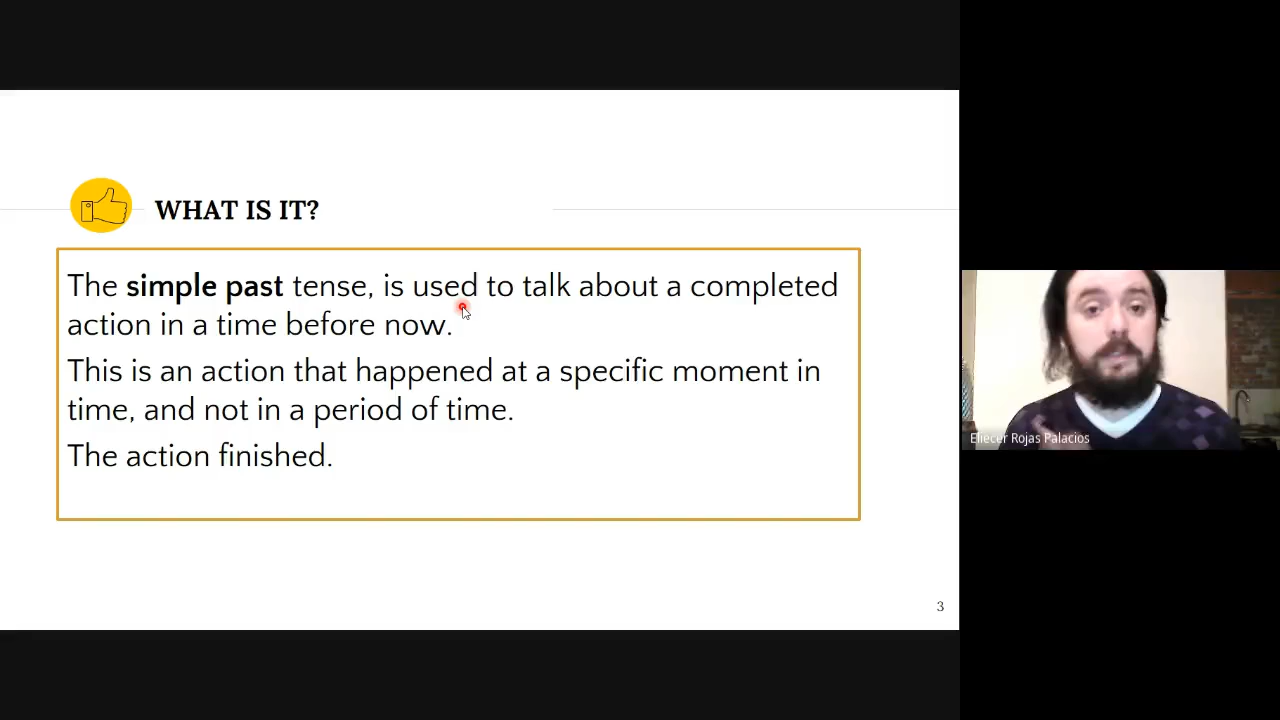 WHAT IS IT?
The simple past tense, is used to talk about a completed
action in a time before now.
This is an action that happened at a specific moment in
time, and not in a period of time.
The action finished.
3
Eliecer Rojas Palacios